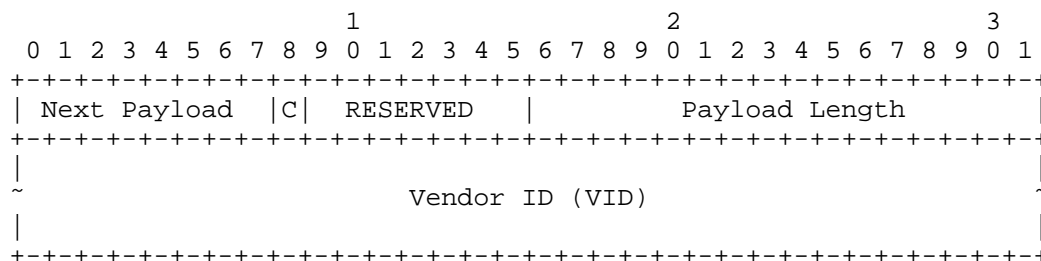 1                   2                   3
 0 1 2 3 4 5 6 7 8 9 0 1 2 3 4 5 6 7 8 9 0 1 2 3 4 5 6 7 8 9 0 1
+-+-+-+-+-+-+-+-+-+-+-+-+-+-+-+-+-+-+-+-+-+-+-+-+-+-+-+-+-+-+-+-+
| Next Payload  |C|  RESERVED   |         Payload Length        |
+-+-+-+-+-+-+-+-+-+-+-+-+-+-+-+-+-+-+-+-+-+-+-+-+-+-+-+-+-+-+-+-+
|                                                               |
~                        Vendor ID (VID)                        ~
|                                                               |
+-+-+-+-+-+-+-+-+-+-+-+-+-+-+-+-+-+-+-+-+-+-+-+-+-+-+-+-+-+-+-+-+